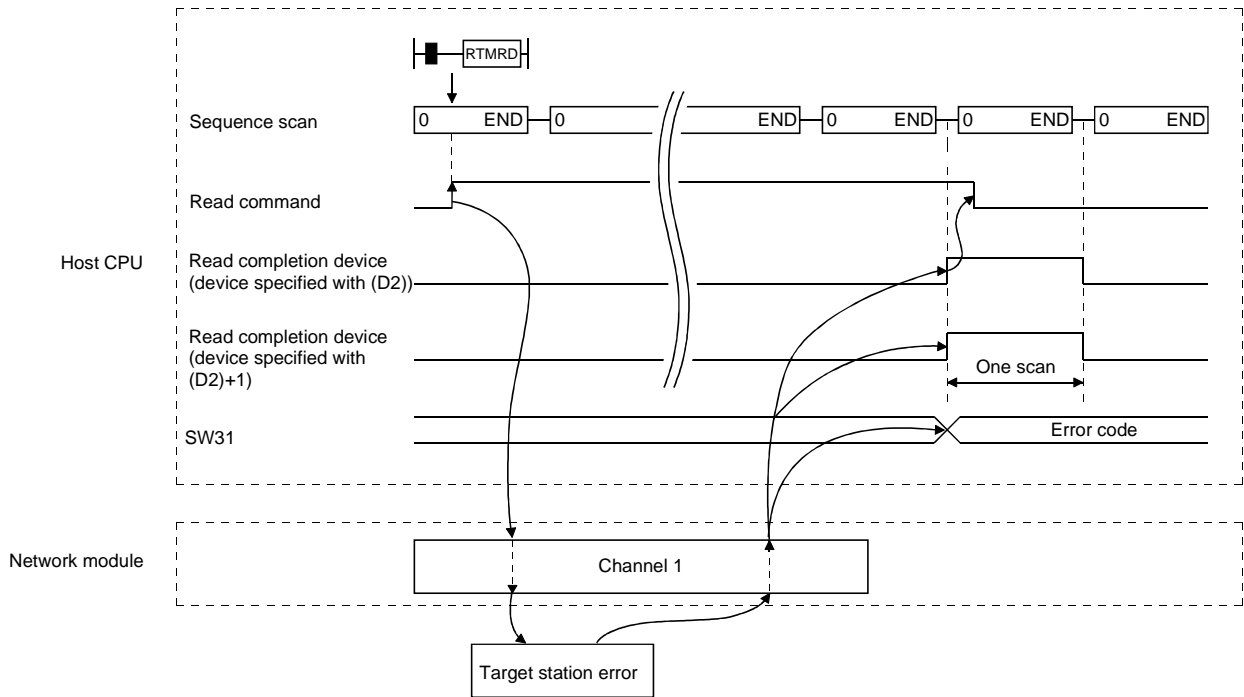 RTMRD
Sequence scan
0 END 0 END 0 END 0 END 0 END
Read command
Host CPU
Read completion device
(device specified with (D2))
Read completion device
(device specified with
(D2)+1)
One scan
SW31
Error code
Network module
Channel 1
Target station error